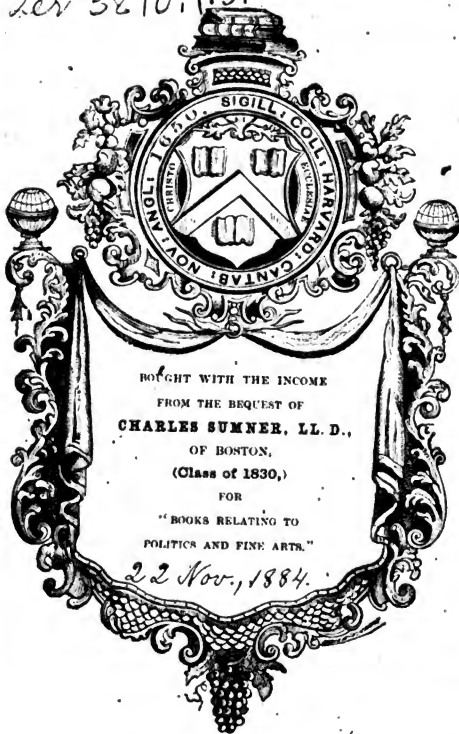 SIGILL : COLL : HARVARD : CANTAB : NOV : ANGL : 1650
CHRISTO
ECCLESIAE
BOUGHT WITH THE INCOME
FROM THE BEQUEST OF
CHARLES SUMNER, LL. D.,
OF BOSTON,
(Class of 1830,)
FOR
"BOOKS RELATING TO
POLITICS AND FINE ARTS."
22 Nov., 1884.